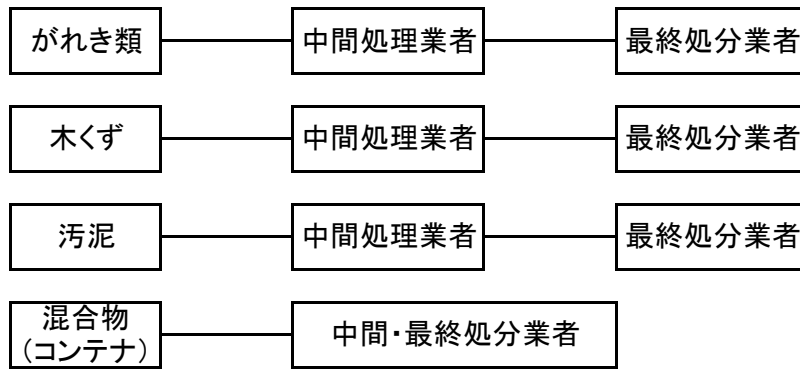 がれき類 中間処理業者 最終処分業者
木くず 中間処理業者 最終処分業者
汚泥 中間処理業者 最終処分業者
混合物
(コンテナ) 中間・最終処分業者